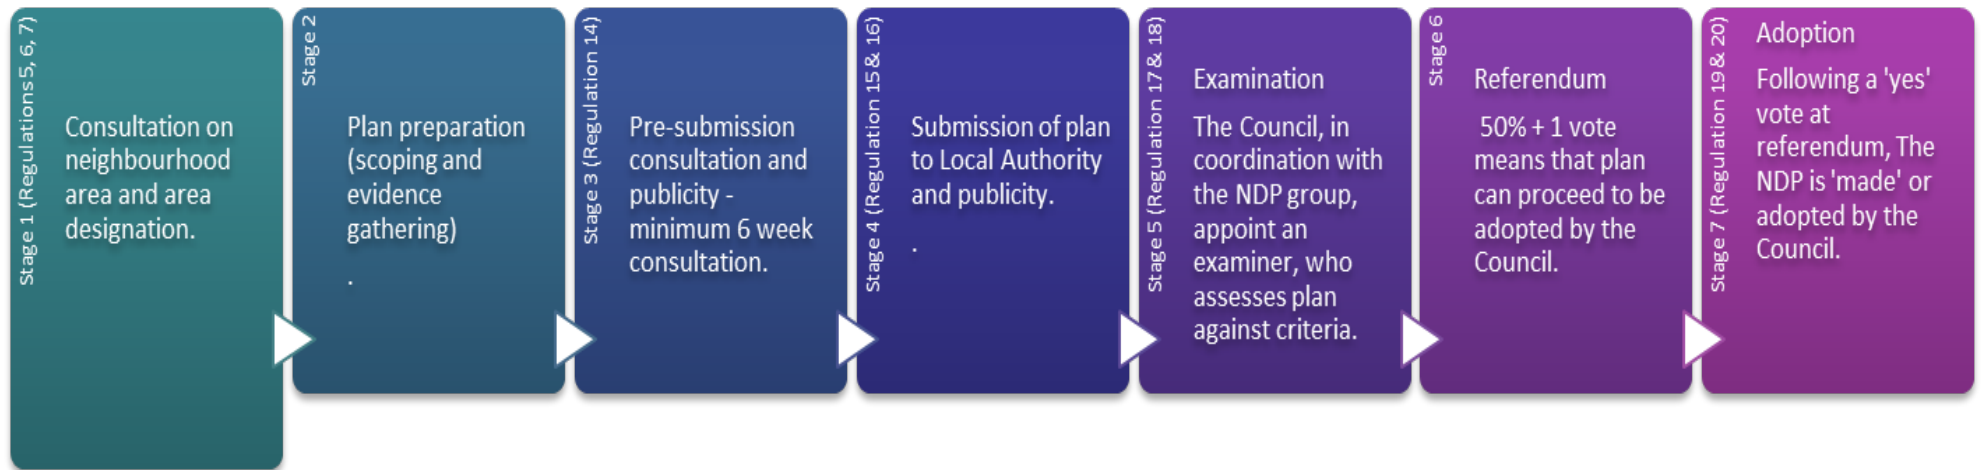 Stage 1 (Regulations 5, 6, 7)
Consultation on
neighbourhood
area and area
designation.
Stage 2
Plan preparation
(scoping and
evidence
gathering)
.
Stage 3 (Regulation 14)
Pre-submission
consultation and
publicity -
minimum 6 week
consultation.
Stage 4 (Regulation 15 & 16)
Submission of plan
to Local Authority
and publicity.
.
Stage 5 (Regulation 17 & 18)
Examination
The Council, in
coordination with
the NDP group,
appoint an
examiner, who
assesses plan
against criteria.
Stage 6
Referendum
50% + 1 vote
means that plan
can proceed to be
adopted by the
Council.
Stage 7 (Regulation 19 & 20)
Adoption
Following a 'yes'
vote at
referendum, The
NDP is 'made' or
adopted by the
Council.